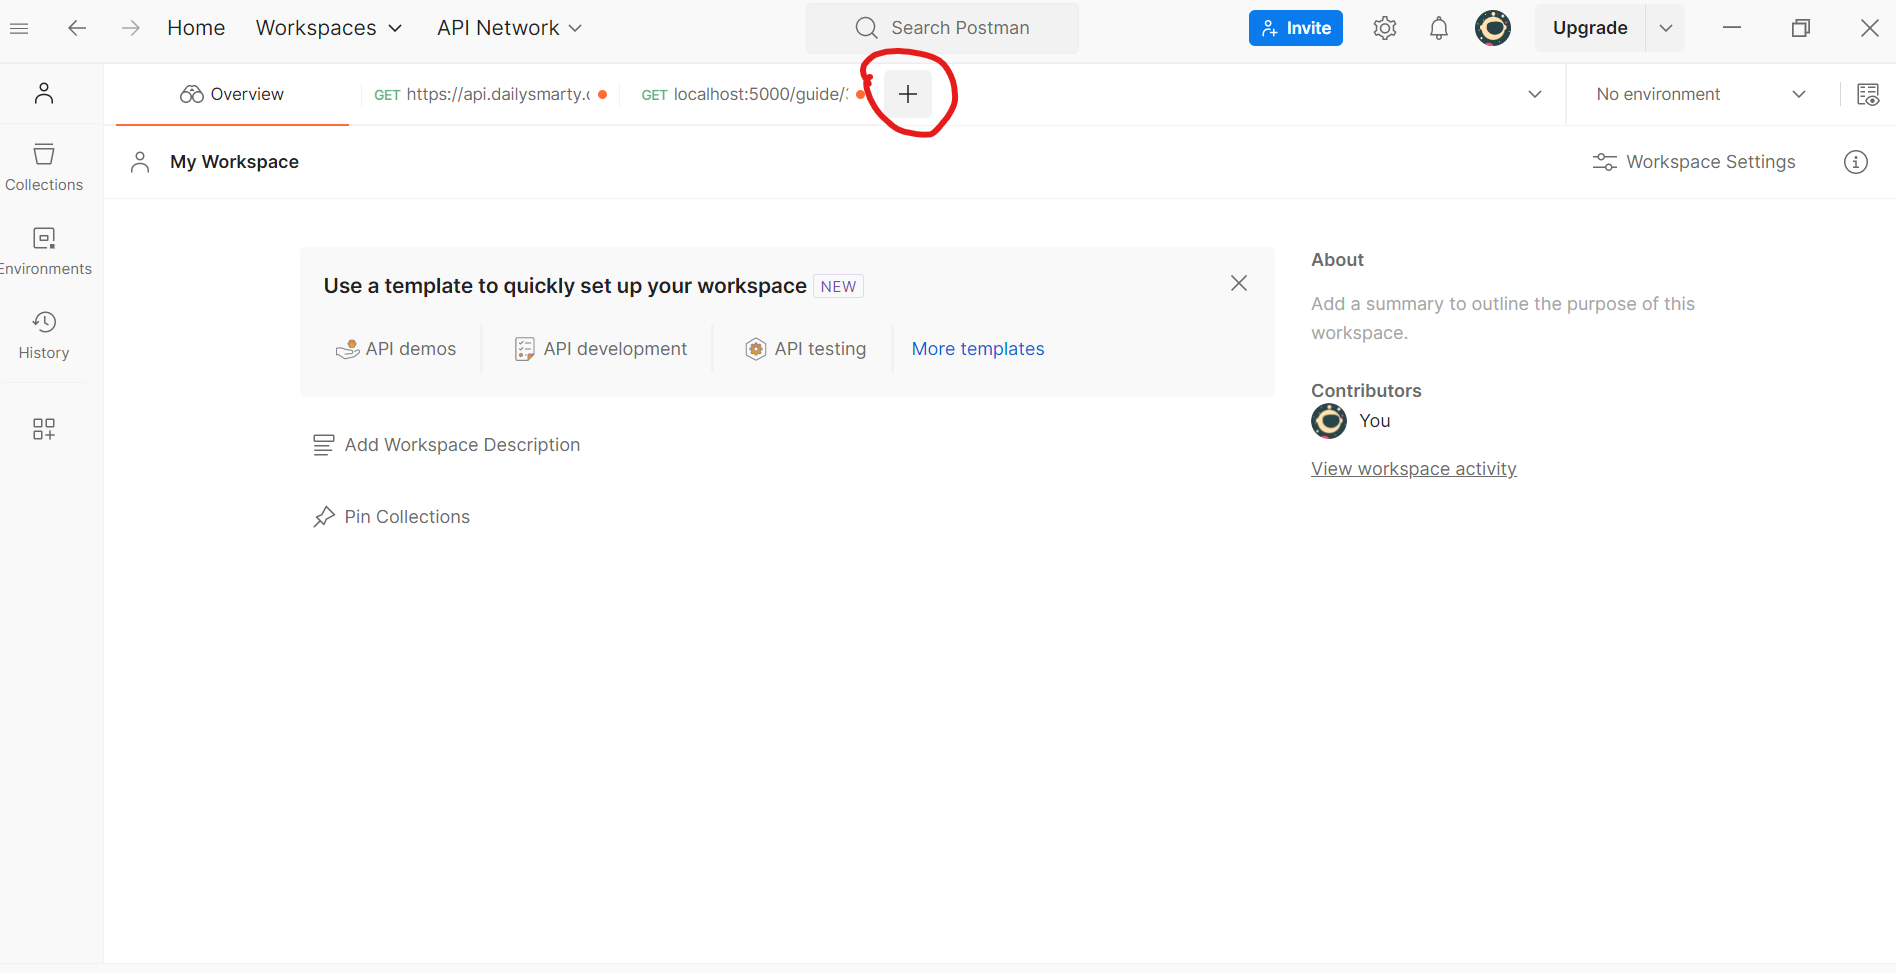 Home Workspaces API Network Search Postman Invite Upgrade
Overview GET https://api.dailysmarty. GET localhost:5000/guide/ No environment
My Workspace Workspace Settings
Collections
Environments
History
Use a template to quickly set up your workspace NEW
API demos API development API testing More templates
Add Workspace Description
Pin Collections
About
Add a summary to outline the purpose of this
workspace.
Contributors
You
View workspace activity